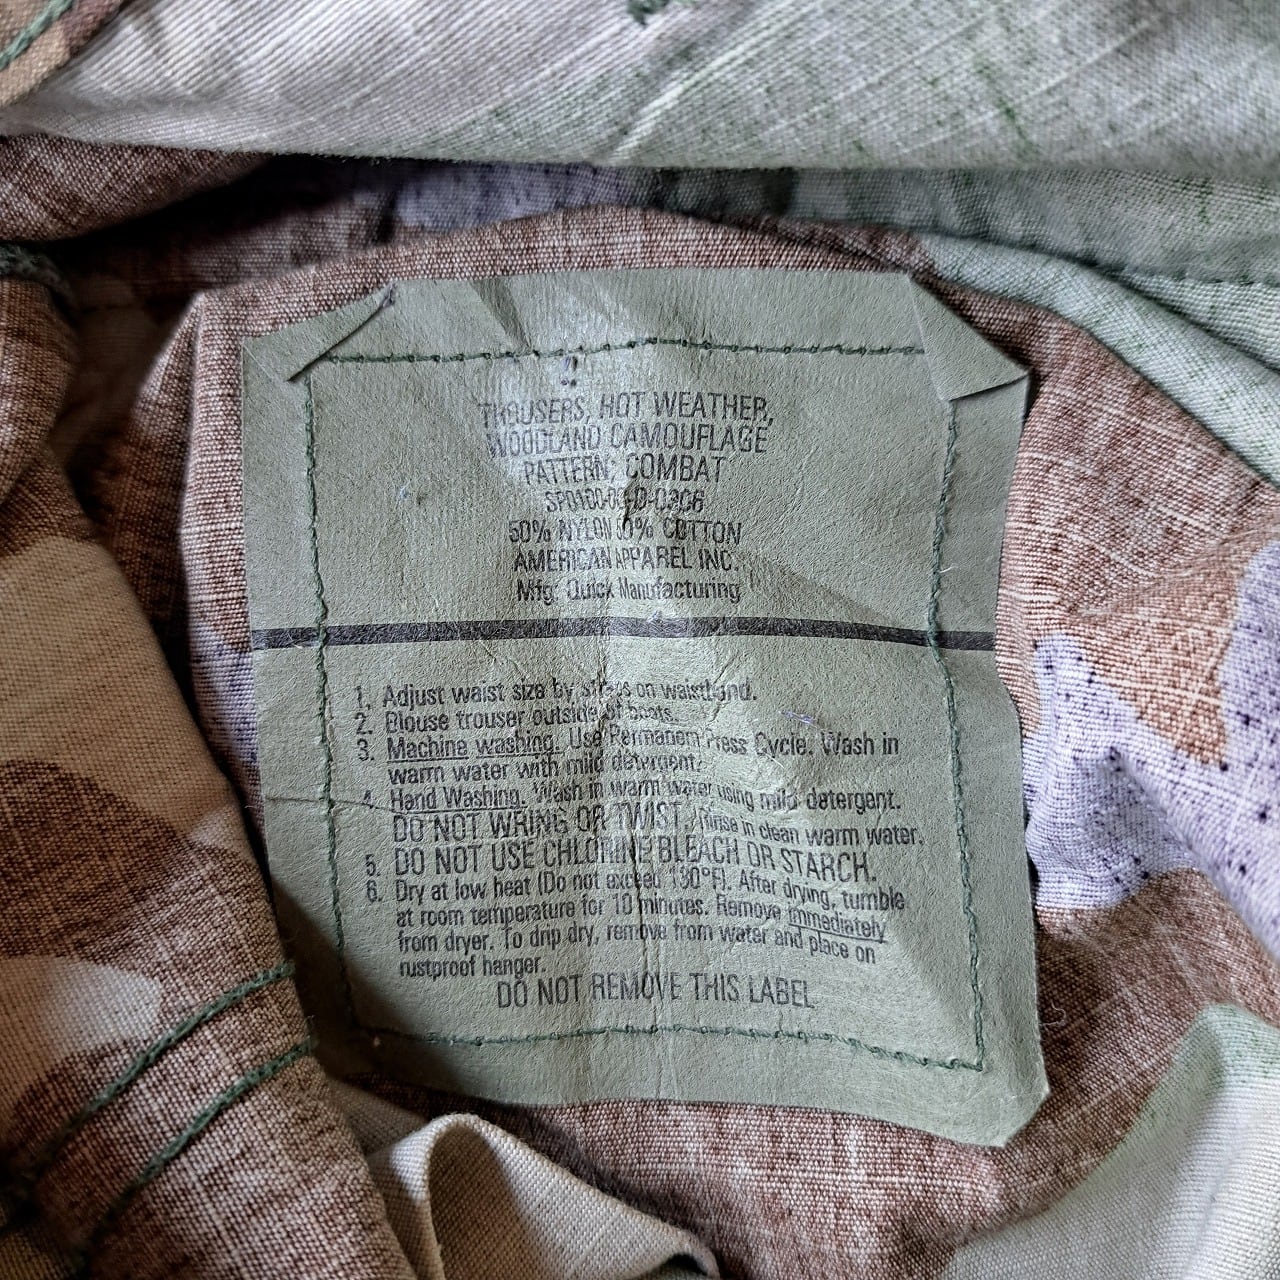 TROUSERS, HOT WEATHER,
WOODLAND CAMOUFLAGE
PATTERN, COMBAT
50% NYLON 50% COTTON
AMERICAN APPAREL INC.
Mfg: Quick Manufacturing
1. Adjust waist size by straps on waistband.
2. Blouse trouser outside of boots.
3. Machine washing. Use Permanent Press Cycle. Wash in
warm water with mild detergent.
4. Hand Washing. Wash in warm water using mild detergent.
DO NOT WRING OR TWIST. Rinse in clean warm water.
5. DO NOT USE CHLORINE BLEACH OR STARCH.
6. Dry at low heat (Do not exceed 130°F). After drying, tumble
at room temperature for 10 minutes. Remove immediately
from dryer. To drip dry, remove from water and place on
rustproof hanger.
DO NOT REMOVE THIS LABEL